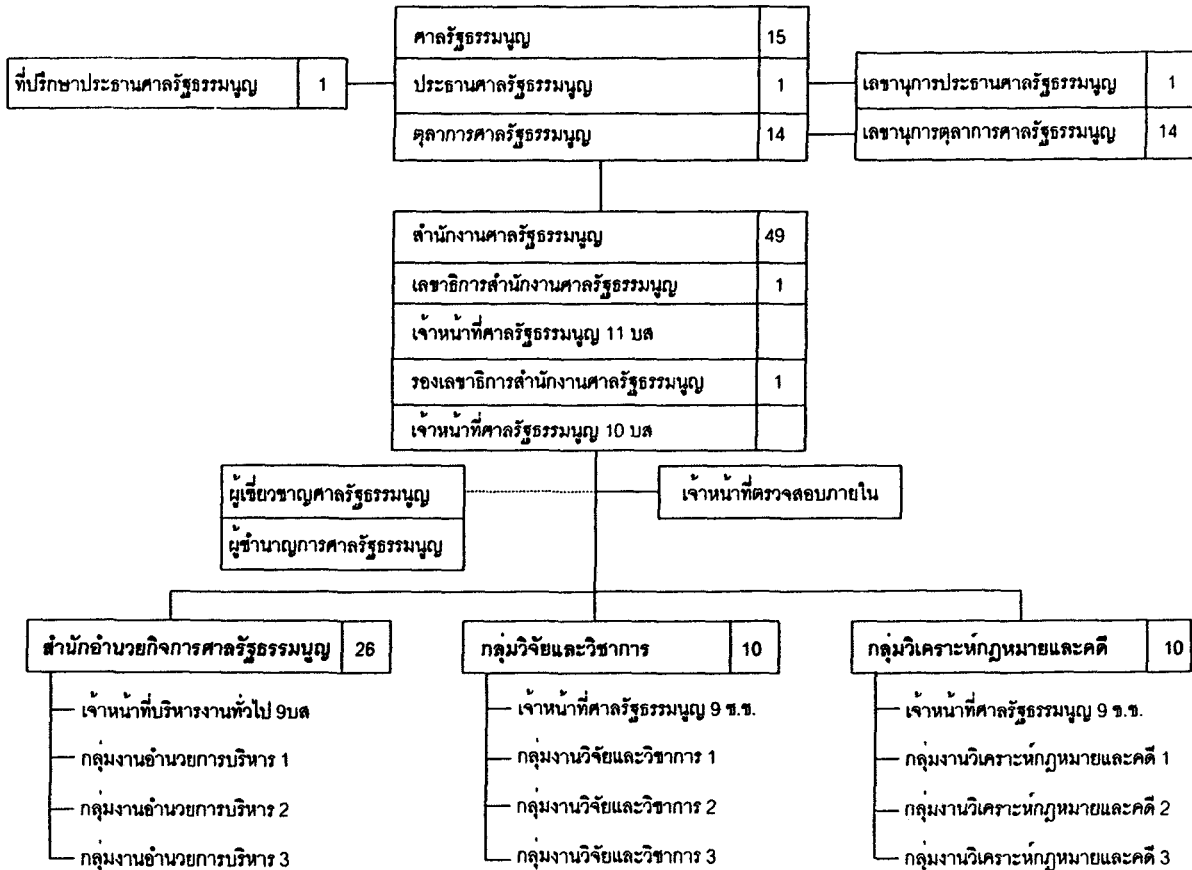 ศาลรัฐธรรมนูญ 15
ที่ปรึกษาประธานศาลรัฐธรรมนูญ 1
ประธานศาลรัฐธรรมนูญ 1
เลขานุการประธานศาลรัฐธรรมนูญ 1
ตุลาการศาลรัฐธรรมนูญ 14
เลขานุการตุลาการศาลรัฐธรรมนูญ 14
สำนักงานศาลรัฐธรรมนูญ 49
เลขาธิการสำนักงานศาลรัฐธรรมนูญ 1
เจ้าหน้าที่ศาลรัฐธรรมนูญ 11 บส
รองเลขาธิการสำนักงานศาลรัฐธรรมนูญ 1
เจ้าหน้าที่ศาลรัฐธรรมนูญ 10 บส
ผู้เชี่ยวชาญศาลรัฐธรรมนูญ
เจ้าหน้าที่ตรวจสอบภายใน
ผู้ชำนาญการศาลรัฐธรรมนูญ
สำนักอำนวยกิจการศาลรัฐธรรมนูญ 26
เจ้าหน้าที่บริหารงานทั่วไป 9บส
กลุ่มงานอำนวยการบริหาร 1
กลุ่มงานอำนวยการบริหาร 2
กลุ่มงานอำนวยการบริหาร 3
กลุ่มวิจัยและวิชาการ 10
เจ้าหน้าที่ศาลรัฐธรรมนูญ 9 ช.ช.
กลุ่มงานวิจัยและวิชาการ 1
กลุ่มงานวิจัยและวิชาการ 2
กลุ่มงานวิจัยและวิชาการ 3
กลุ่มวิเคราะห์กฎหมายและคดี 10
เจ้าหน้าที่ศาลรัฐธรรมนูญ 9 ช.ช.
กลุ่มงานวิเคราะห์กฎหมายและคดี 1
กลุ่มงานวิเคราะห์กฎหมายและคดี 2
กลุ่มงานวิเคราะห์กฎหมายและคดี 3